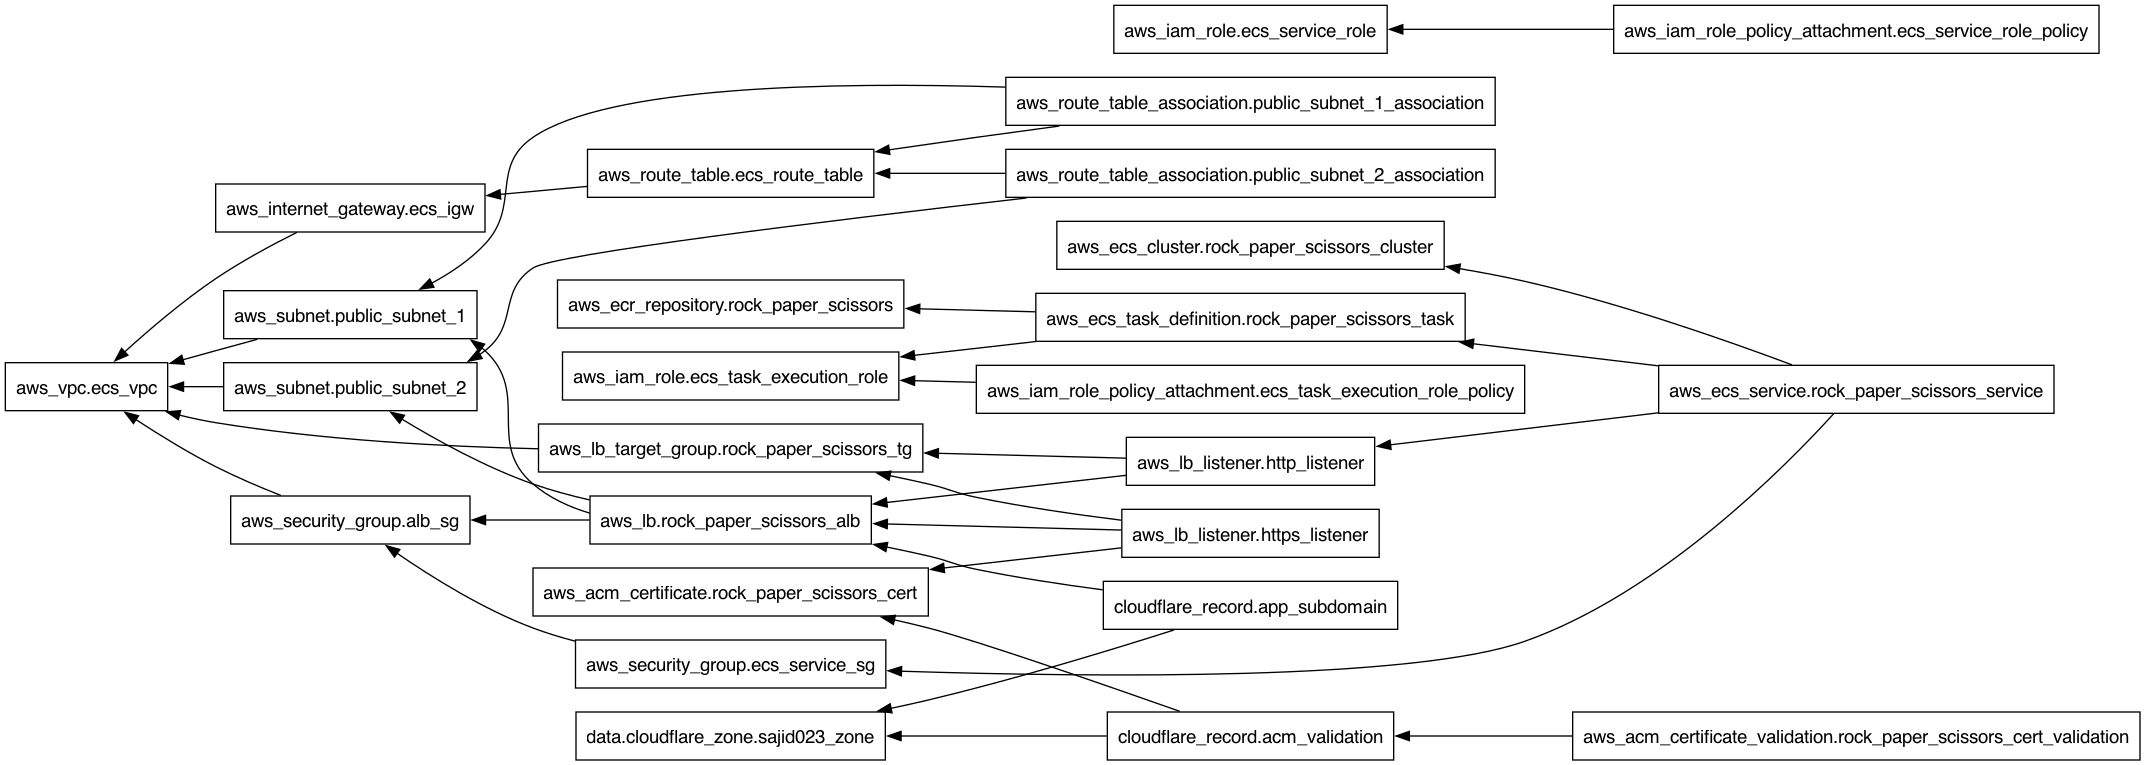 aws_iam_role.ecs_service_role
aws_iam_role_policy_attachment.ecs_service_role_policy
aws_route_table_association.public_subnet_1_association
aws_route_table.ecs_route_table
aws_route_table_association.public_subnet_2_association
aws_internet_gateway.ecs_igw
aws_ecs_cluster.rock_paper_scissors_cluster
aws_ecr_repository.rock_paper_scissors
aws_subnet.public_subnet_1
aws_ecs_task_definition.rock_paper_scissors_task
aws_iam_role.ecs_task_execution_role
aws_vpc.ecs_vpc
aws_subnet.public_subnet_2
aws_iam_role_policy_attachment.ecs_task_execution_role_policy
aws_ecs_service.rock_paper_scissors_service
aws_lb_target_group.rock_paper_scissors_tg
aws_lb_listener.http_listener
aws_security_group.alb_sg
aws_lb.rock_paper_scissors_alb
aws_lb_listener.https_listener
aws_acm_certificate.rock_paper_scissors_cert
cloudflare_record.app_subdomain
aws_security_group.ecs_service_sg
data.cloudflare_zone.sajid023_zone
cloudflare_record.acm_validation
aws_acm_certificate_validation.rock_paper_scissors_cert_validation